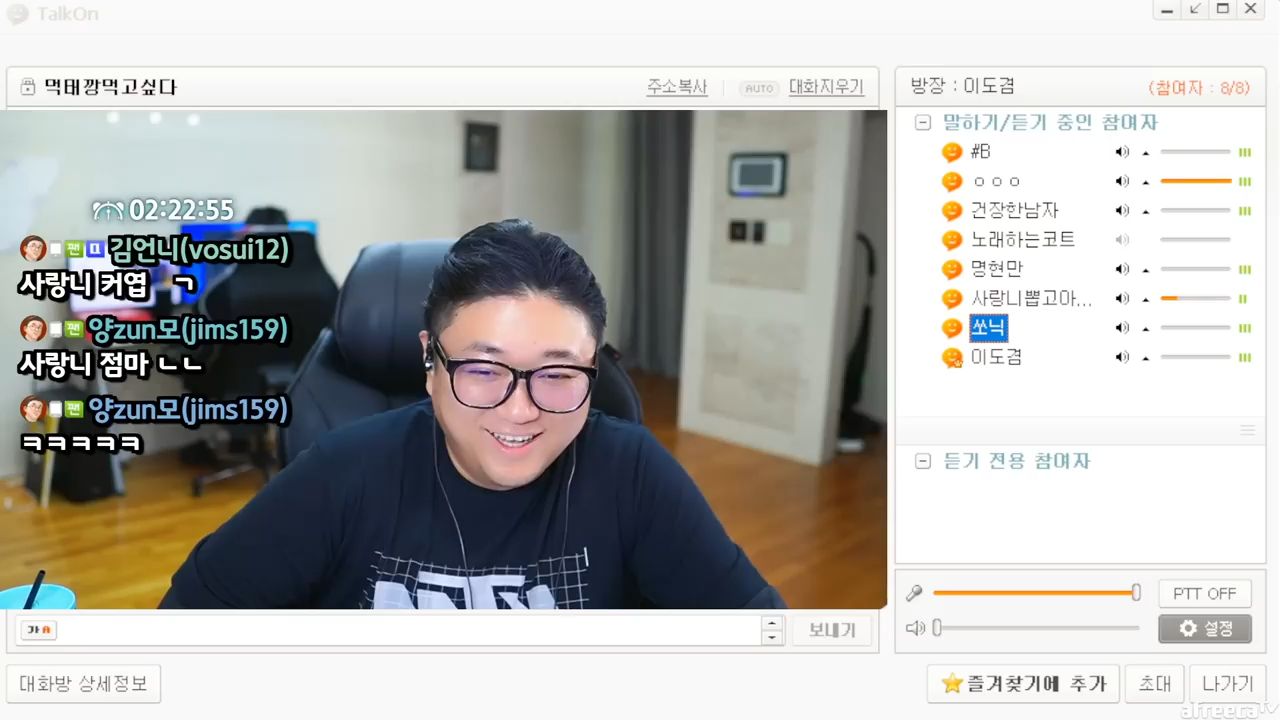 TalkOn
먹태깡먹고싶다
주소복사
AUTO
대화지우기
방장 : 이도겸
(참여자 : 8/8)
말하기/듣기 중인 참여자
#B
ㅇㅇㅇ
건장한남자
노래하는코트
명현만
사랑니뽑고아...
쏘닉
이도겸
02:22:55
팬 미 김언니(vosui12)
사랑니 커엽 ㄱ
팬 양zun모(jims159)
사랑니 점마 ㄴㄴ
팬 양zun모(jims159)
ㅋㅋㅋㅋㅋ
듣기 전용 참여자
PTT OFF
설정
가
보내기
대화방 상세정보
즐겨찾기에 추가
초대
나가기
afreecaTV